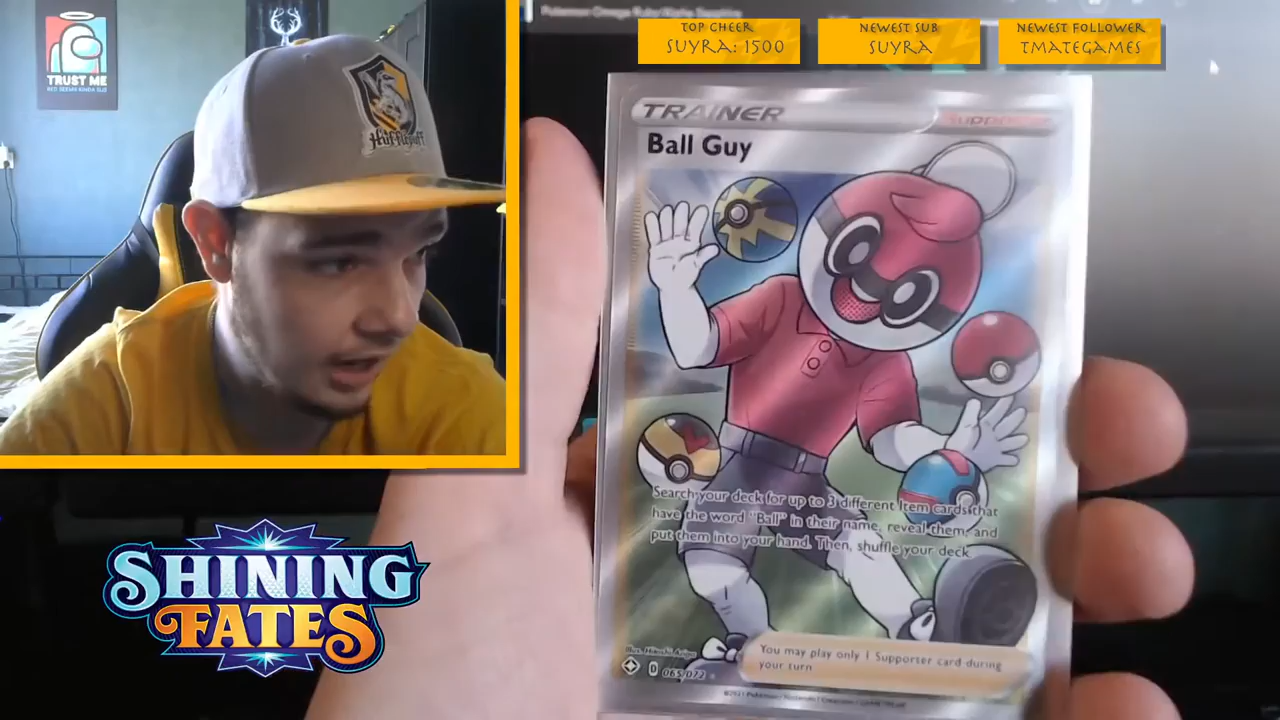 TRUST ME
Hufflepuff
TOP CHEER
SUYRA: 1500
NEWEST SUB
SUYRA
NEWEST FOLLOWER
TMATEGAMES
TRAINER
Supporter
Ball Guy
Search your deck for up to 3 different Item cards that
have the word "Ball" in their name, reveal them, and
put them into your hand. Then, shuffle your deck.
You may play only 1 Supporter card during
your turn
D 065/072
SHINING
FATES